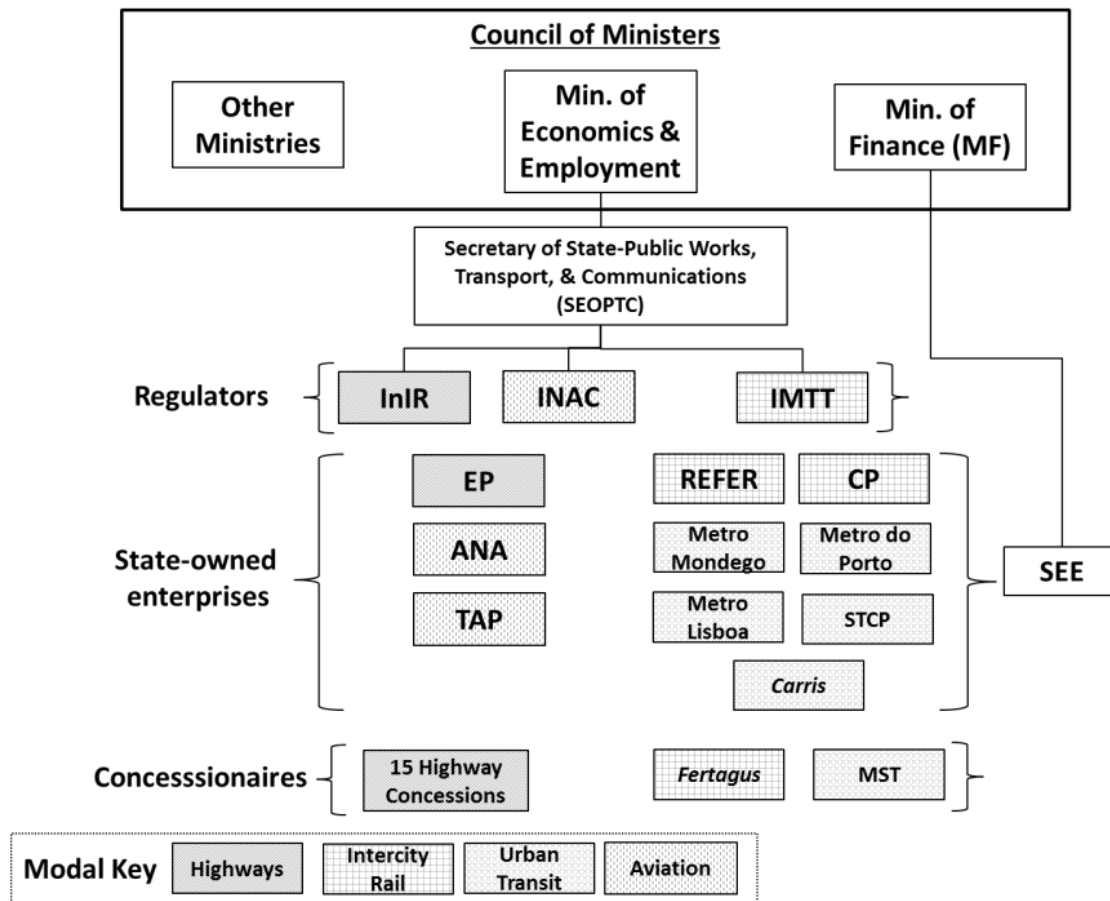 Council of Ministers
Other
Ministries
Min. of
Economics &
Employment
Min. of
Finance (MF)
Secretary of State-Public Works,
Transport, & Communications
(SEOPTC)
Regulators
InIR
INAC
IMTT
State-owned
enterprises
EP
REFER
CP
ANA
Metro
Mondego
Metro do
Porto
TAP
Metro
Lisboa
STCP
Carris
SEE
Concesssionaires
15 Highway
Concessions
Fertagus
MST
Modal Key
Highways
Intercity
Rail
Urban
Transit
Aviation